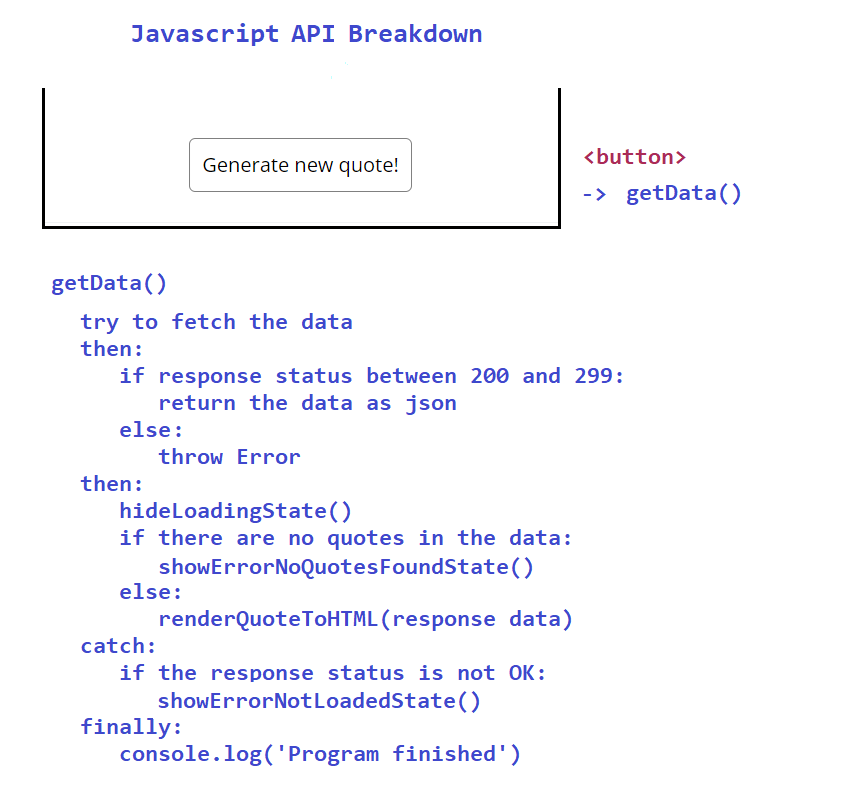 Javascript API Breakdown
Generate new quote!
<button>
-> getData()
getData()
try to fetch the data
then:
if response status between 200 and 299:
return the data as json
else:
throw Error
then:
hideLoadingState()
if there are no quotes in the data:
showErrorNoQuotesFoundState()
else:
renderQuoteToHTML(response data)
catch:
if the response status is not OK:
showErrorNotLoadedState()
finally:
console.log('Program finished')